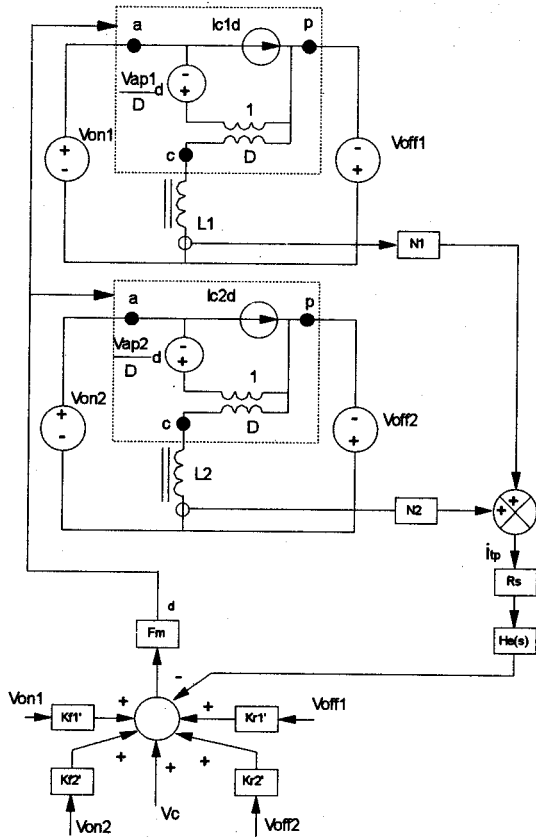 a
Ic1d
p
Vap1
D
d
-
+
1
D
c
Von1
+
-
Voff1
-
+
L1
N1
a
Ic2d
p
Vap2
D
d
-
+
1
D
c
Von2
+
-
Voff2
-
+
L2
N2
+
+
itp
Rs
He(s)
d
Fm
-
Von1
Kf1'
+
+
Kr1'
Voff1
Kf2'
+
+
+
Kr2'
Von2
Vc
Voff2